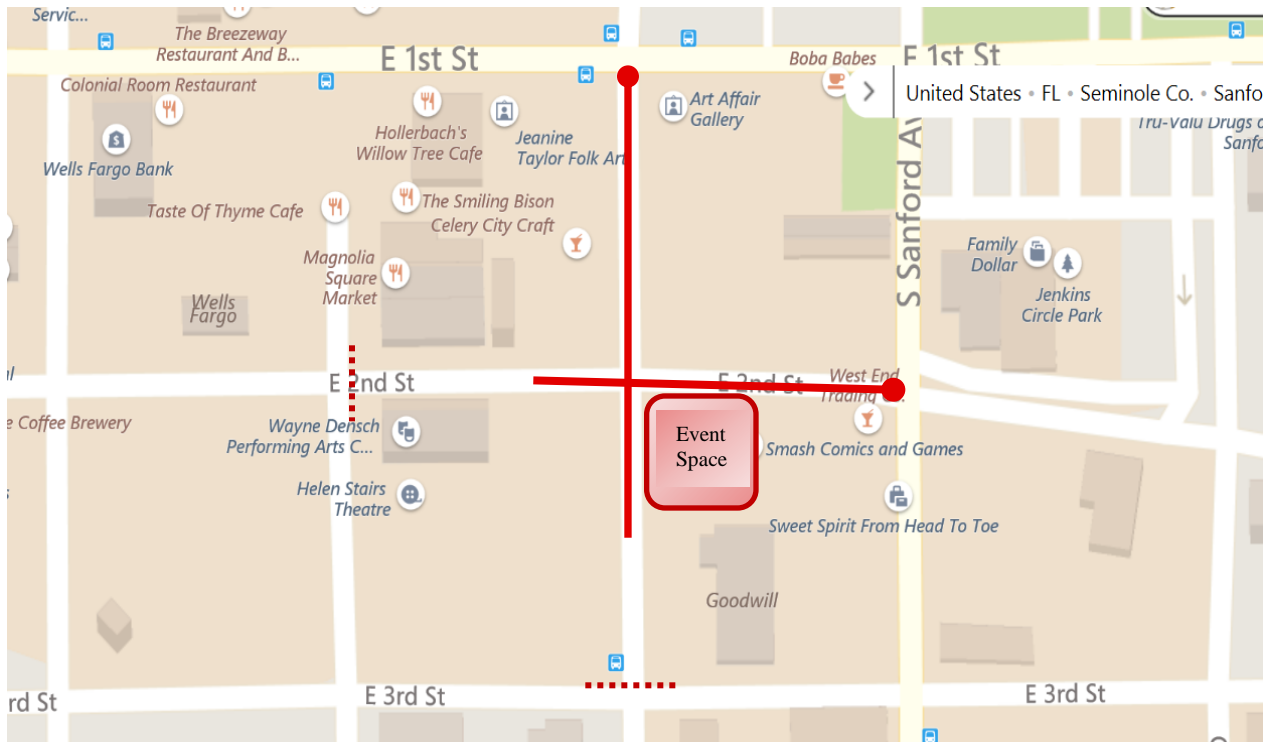 Servic...
The Breezeway
Restaurant And B...
E 1st St
Boba Babes
E 1st St
Colonial Room Restaurant
Art Affair
Gallery
United States • FL • Seminole Co. • Sanfo
Hollerbach's
Willow Tree Cafe
Jeanine
Taylor Folk Art
Tru-Valu Drugs
Sanfo
Wells Fargo Bank
Taste Of Thyme Cafe
The Smiling Bison
Celery City Craft
S Sanford Av
Magnolia
Square
Market
Family
Dollar
Jenkins
Circle Park
Wells
Fargo
E 2nd St
E 2nd St
West End
Trading
e Coffee Brewery
Wayne Densch
Performing Arts C...
Event
Space
Smash Comics and Games
Helen Stairs
Theatre
Sweet Spirit From Head To Toe
Goodwill
rd St
E 3rd St
E 3rd St